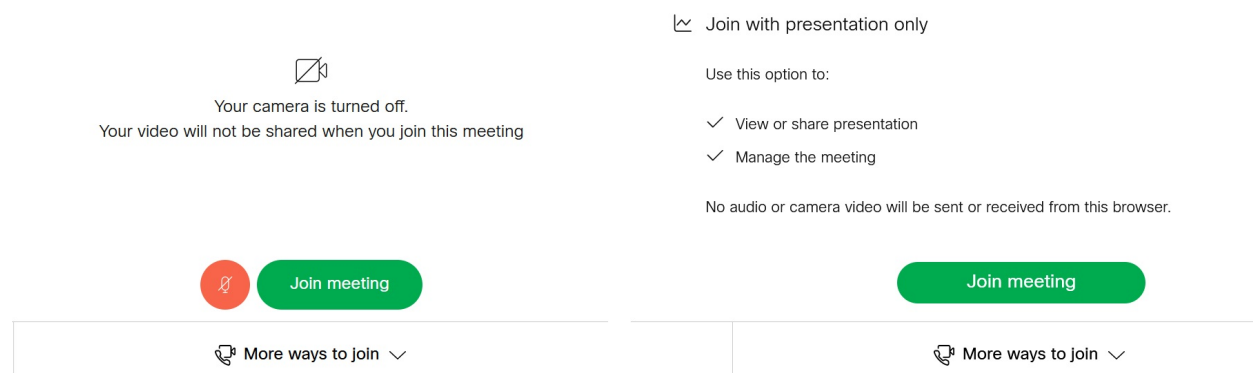 Your camera is turned off.
Your video will not be shared when you join this meeting
Join meeting
More ways to join
Join with presentation only
Use this option to:
View or share presentation
Manage the meeting
No audio or camera video will be sent or received from this browser.
Join meeting
More ways to join